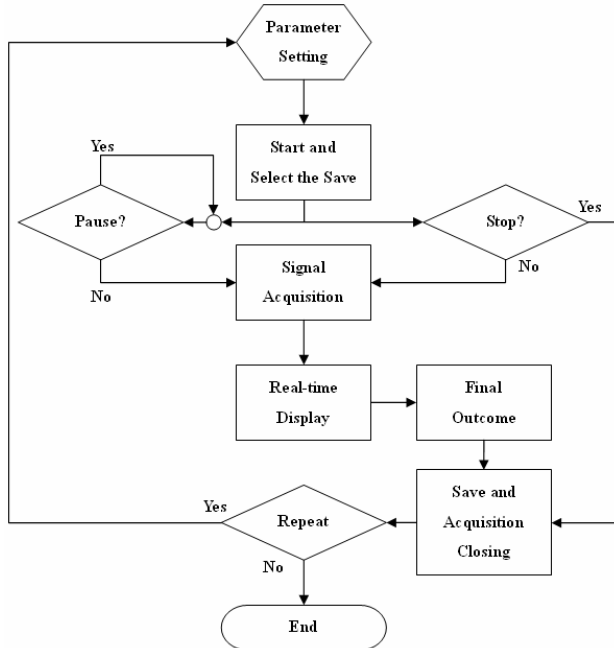 Parameter
Setting
Start and
Select the Save
Yes
Pause?
No
Stop?
Yes
No
Signal
Acquisition
Real-time
Display
Final
Outcome
Save and
Acquisition
Closing
Yes
Repeat
No
End